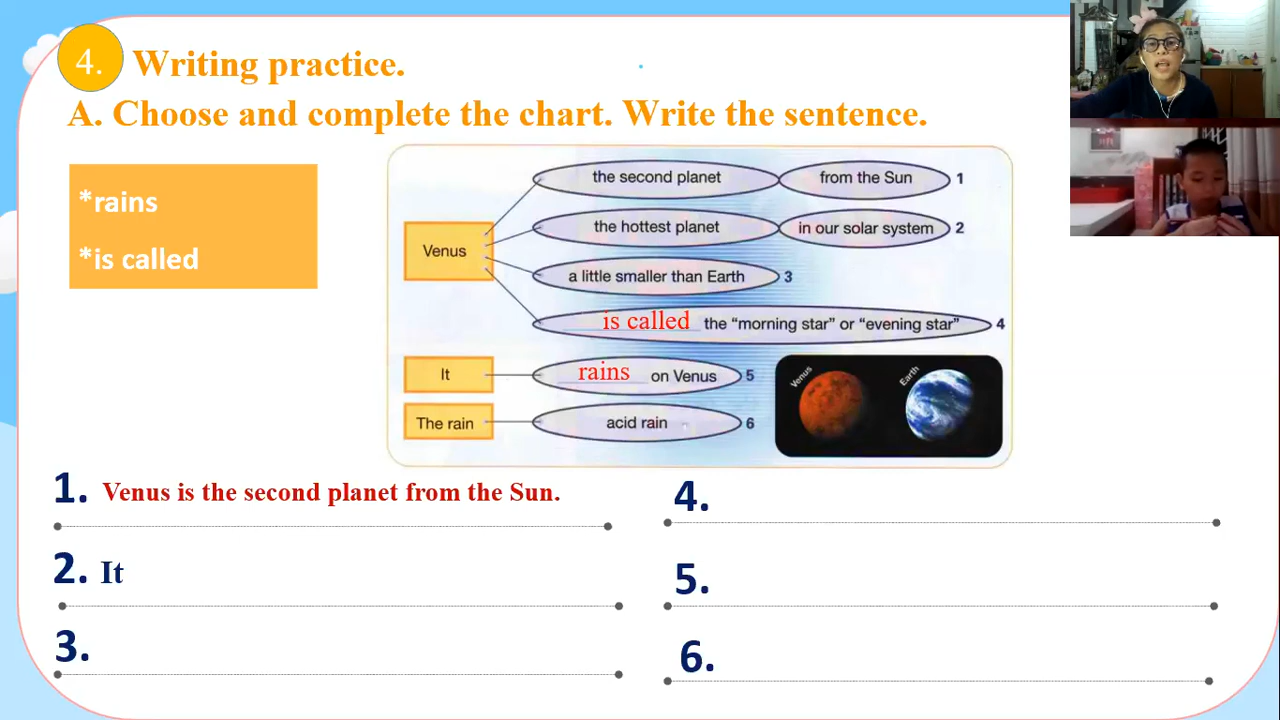 4. Writing practice.
A. Choose and complete the chart. Write the sentence.
*rains
*is called
Venus
the second planet from the Sun 1
the hottest planet in our solar system 2
a little smaller than Earth 3
is called the “morning star” or “evening star” 4
It rains on Venus 5
The rain acid rain 6
Venus Earth
1. Venus is the second planet from the Sun.
2. It
3.
4.
5.
6.